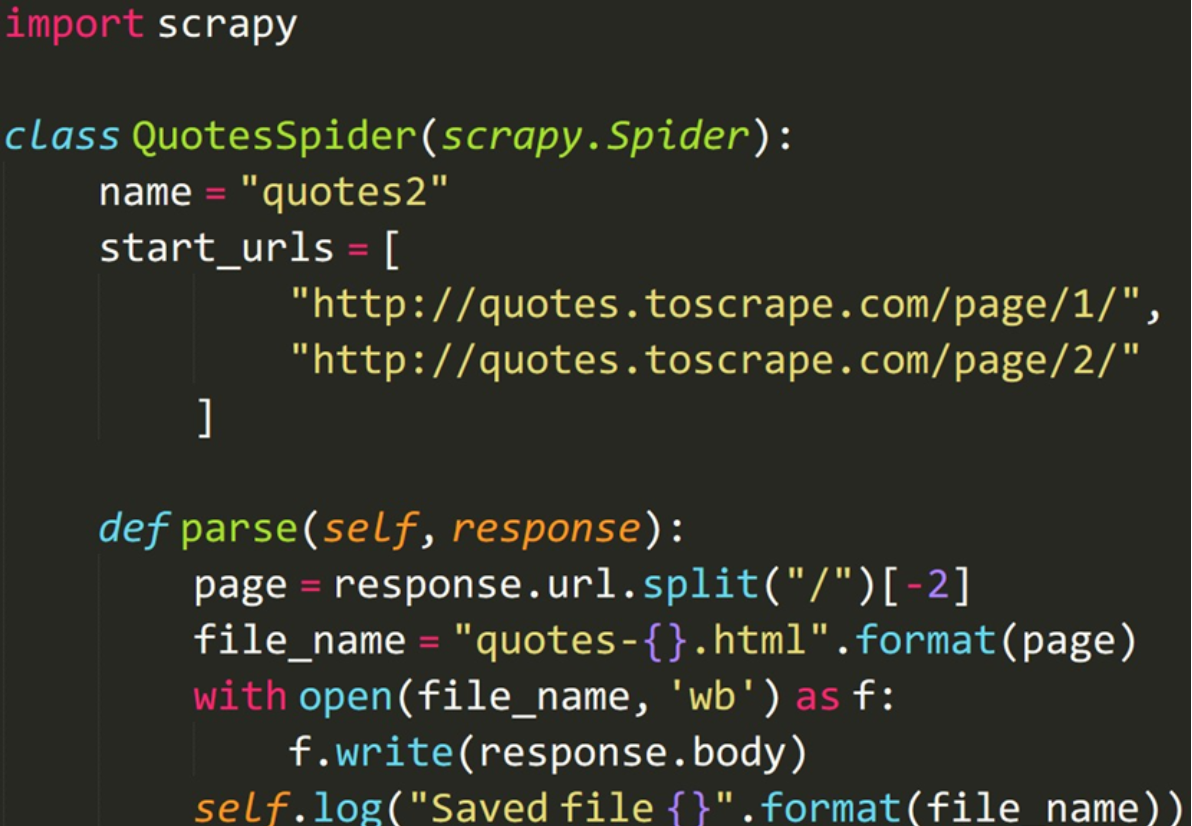 import scrapy
class QuotesSpider(scrapy.Spider):
name = "quotes2"
start_urls = [
"http://quotes.toscrape.com/page/1/",
"http://quotes.toscrape.com/page/2/"
]
def parse(self, response):
page = response.url.split("/")[-2]
file_name = "quotes-{}.html".format(page)
with open(file_name, 'wb') as f:
f.write(response.body)
self.log("Saved file {}".format(file_name))